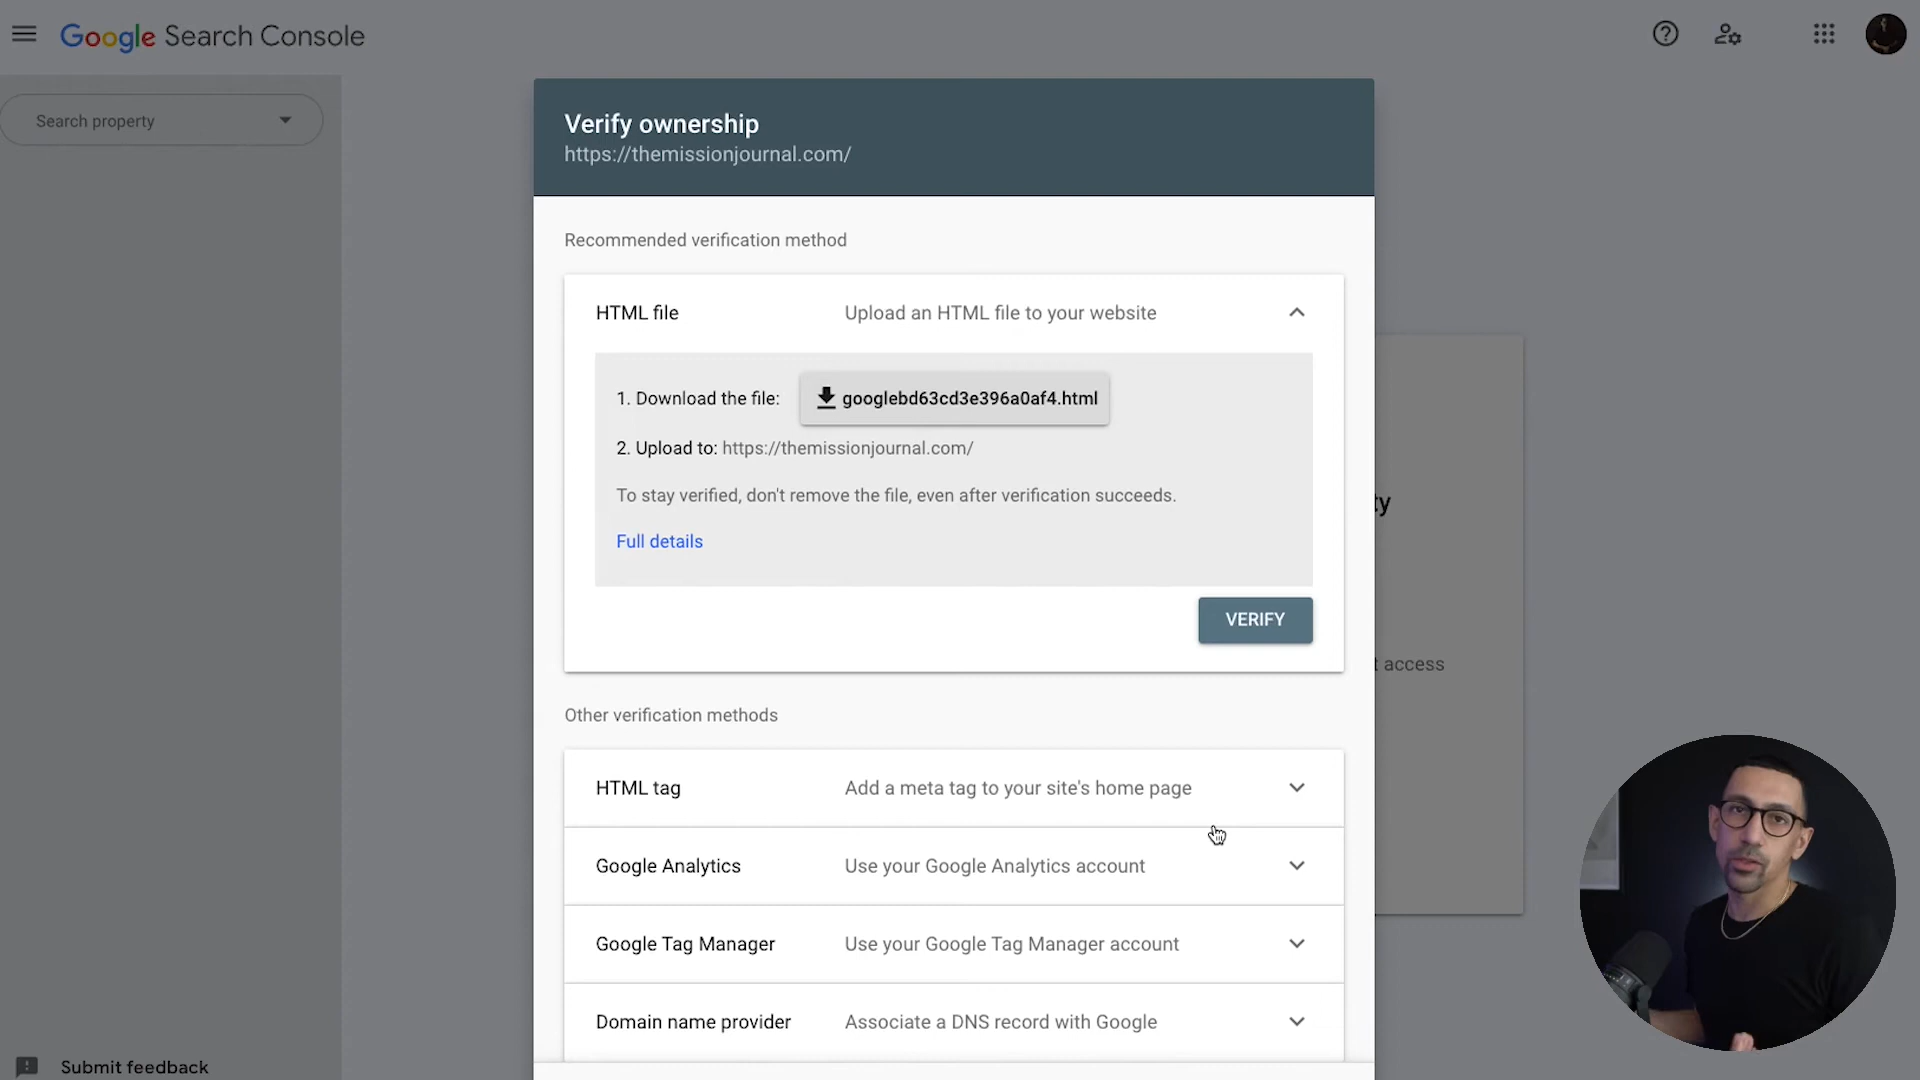 Google Search Console
Search property
Verify ownership
https://themissionjournal.com/
Recommended verification method
HTML file Upload an HTML file to your website
1. Download the file: googlebd63cd3e396a0af4.html
2. Upload to: https://themissionjournal.com/
To stay verified, don't remove the file, even after verification succeeds.
Full details
VERIFY
ty
t access
Other verification methods
HTML tag Add a meta tag to your site's home page
Google Analytics Use your Google Analytics account
Google Tag Manager Use your Google Tag Manager account
Domain name provider Associate a DNS record with Google
Submit feedback